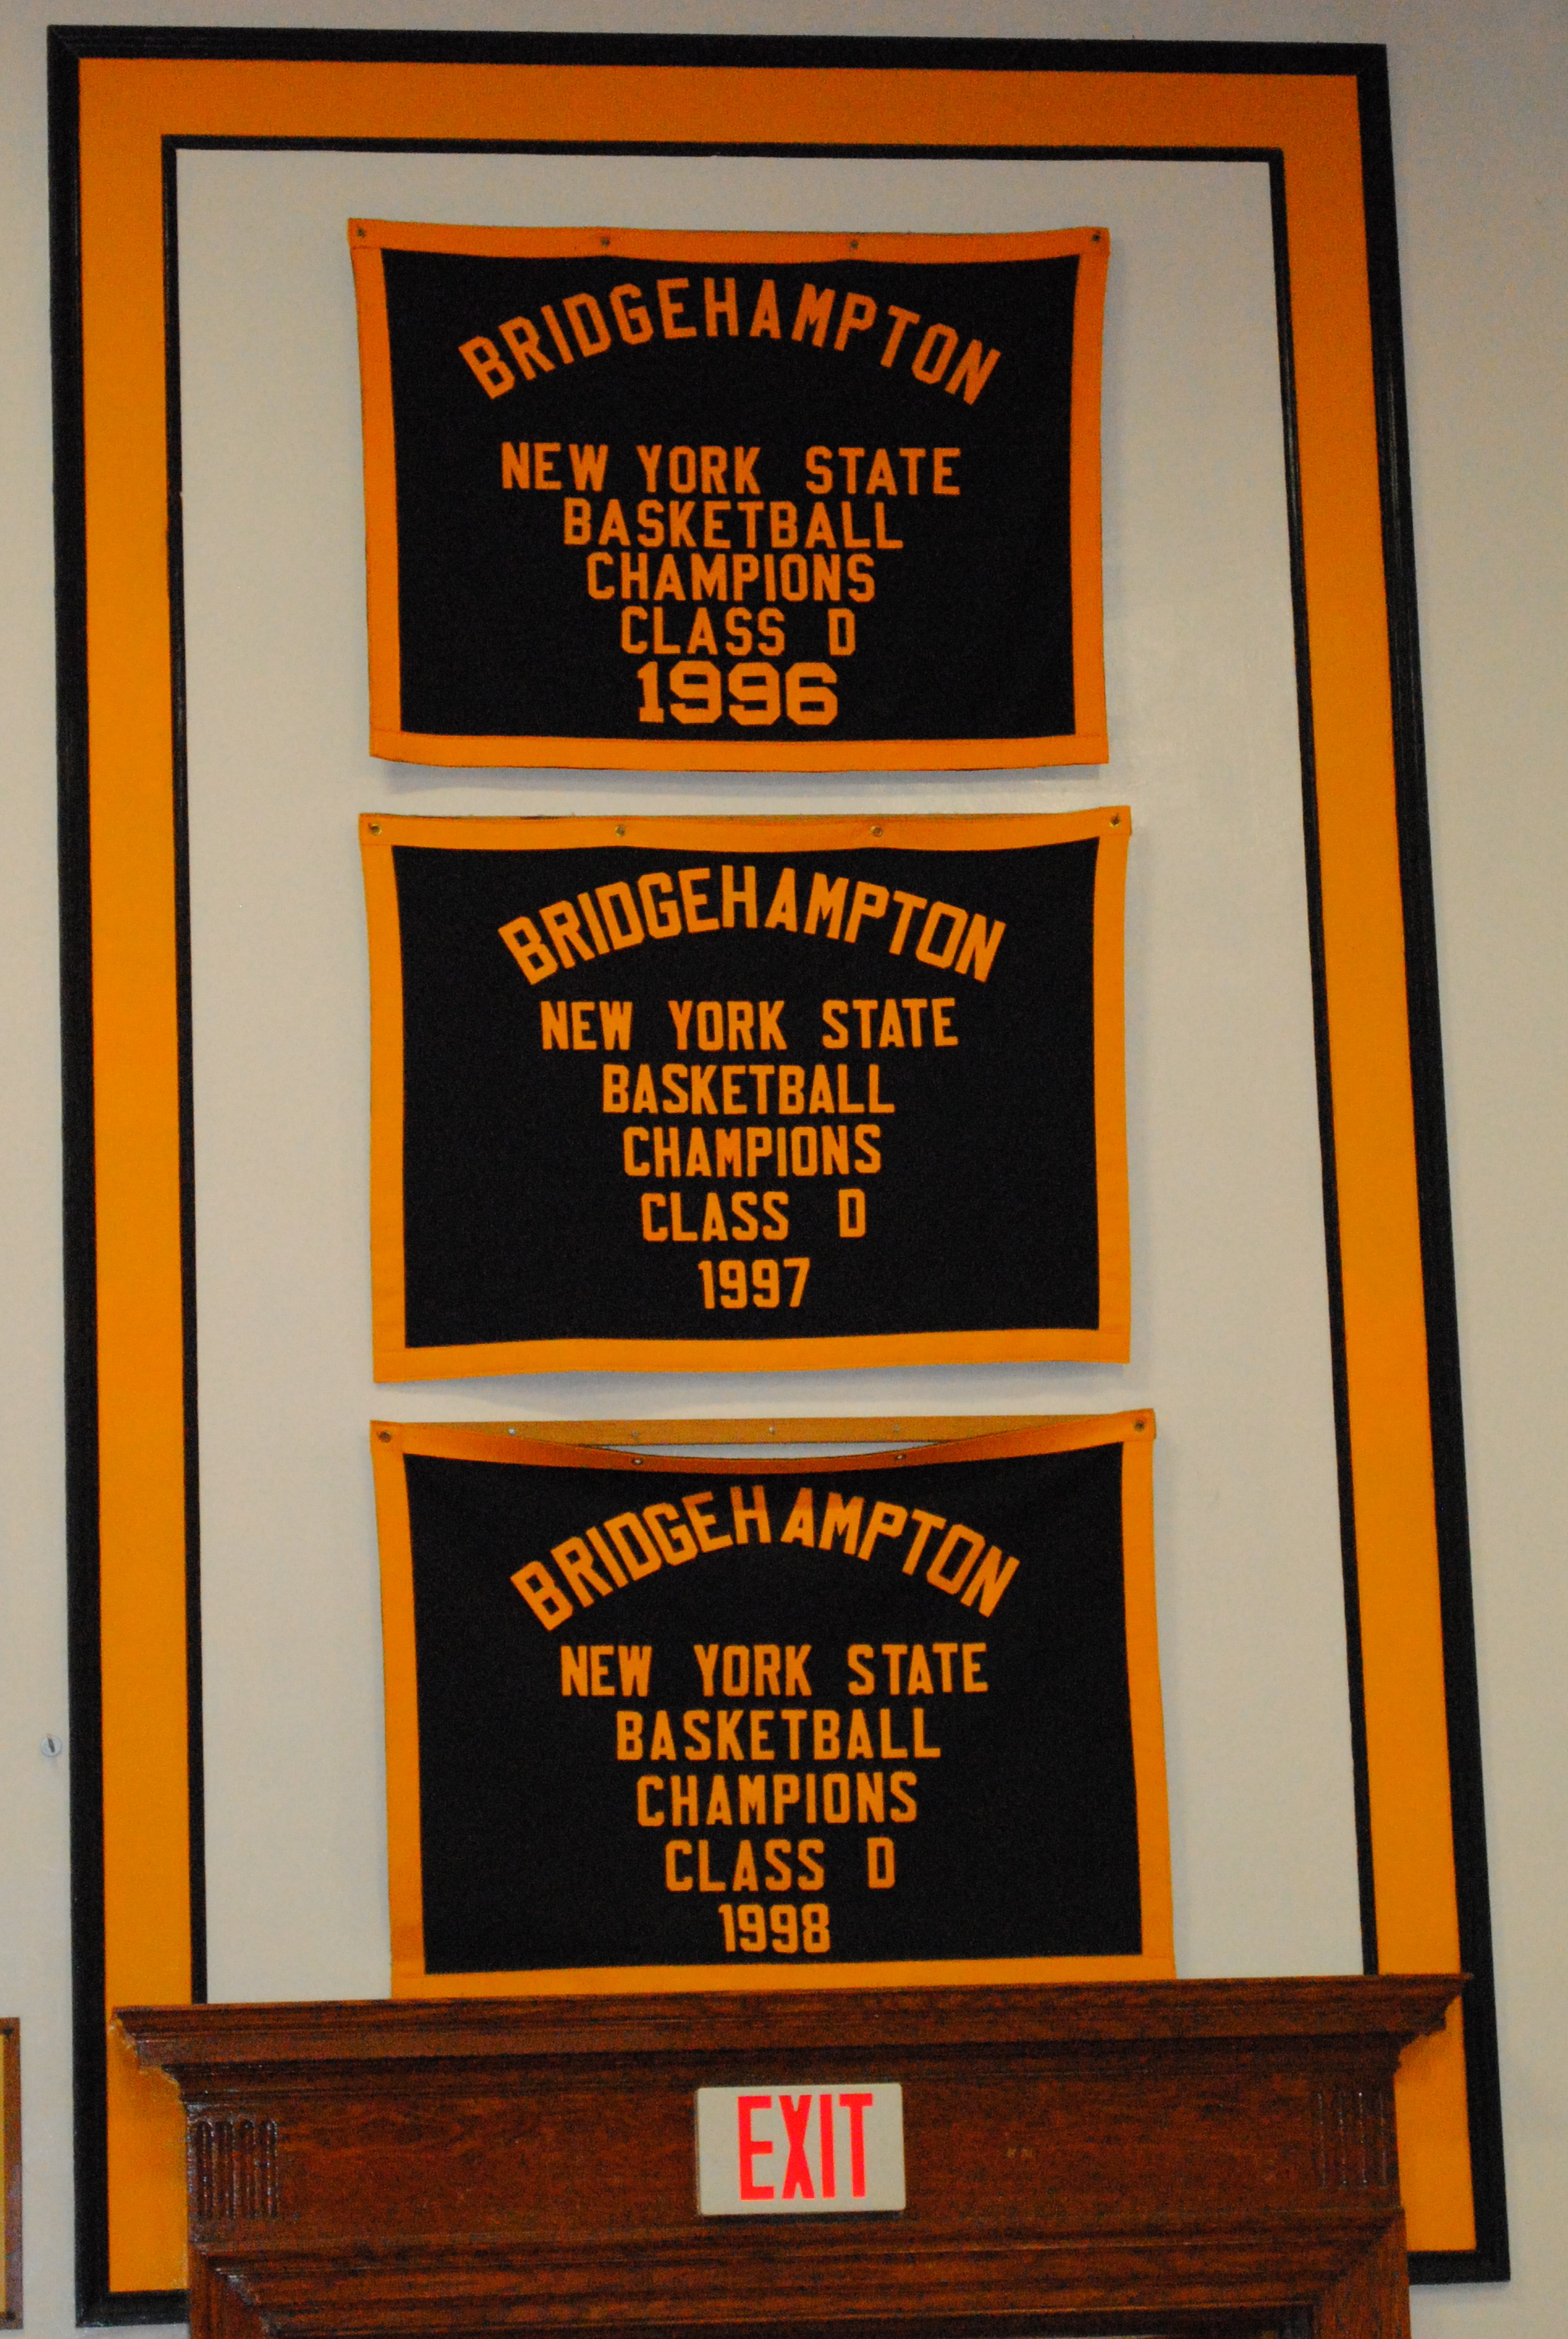 BRIDGEHAMPTON
NEW YORK STATE
BASKETBALL
CHAMPIONS
CLASS D
1996
BRIDGEHAMPTON
NEW YORK STATE
BASKETBALL
CHAMPIONS
CLASS D
1997
BRIDGEHAMPTON
NEW YORK STATE
BASKETBALL
CHAMPIONS
CLASS D
1998
EXIT